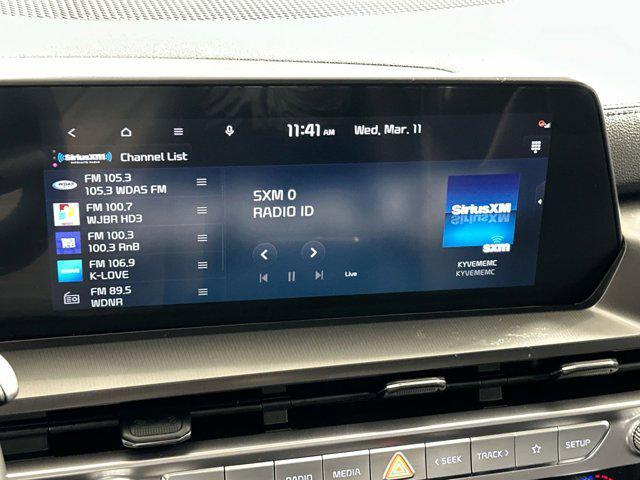 11:41 AM Wed, Mar. 11
SiriusXM Channel List
SATELLITE RADIO
FM 105.3
105.3 WDAS FM
FM 100.7
WJBR HD3
FM 100.3
100.3 RnB
FM 106.9
K-LOVE
FM 89.5
WDNR
SXM 0
RADIO ID
Live
SiriusXM
sxm
KYVEMEMC
KYVEMEMC
RADIO
MEDIA
< SEEK
TRACK >
SETUP